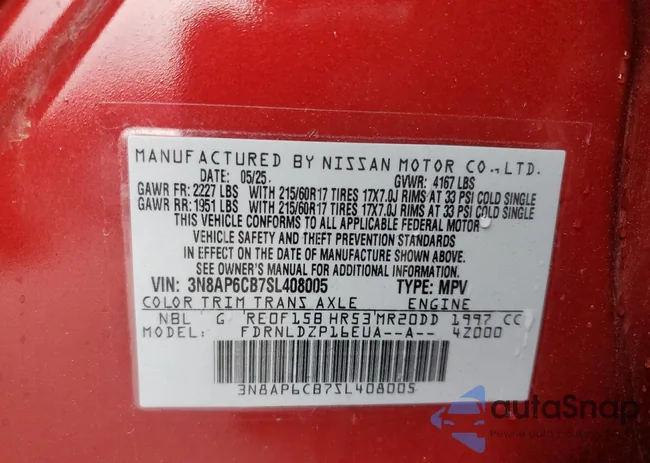 MANUFACTURED BY NISSAN MOTOR CO.,LTD.
DATE: 05/25. GVWR: 4167 LBS
GAWR FR: 2227 LBS WITH 215/60R17 TIRES 17X7.0J RIMS AT 33 PSI COLD SINGLE
GAWR RR: 1951 LBS WITH 215/60R17 TIRES 17X7.0J RIMS AT 33 PSI COLD SINGLE
THIS VEHICLE CONFORMS TO ALL APPLICABLE FEDERAL MOTOR
VEHICLE SAFETY AND THEFT PREVENTION STANDARDS
IN EFFECT ON THE DATE OF MANUFACTURE SHOWN ABOVE.
SEE OWNER'S MANUAL FOR ADDITIONAL INFORMATION.
VIN: 3N8AP6CB7SL408005 TYPE: MPV
COLOR TRIM TRANS AXLE ENGINE
NBL G RE0F15B HR53 MR20DD 1997 CC
MODEL: FDRNLDZP16EUA--A-- 4Z000
3N8AP6CB7SL408005
autoSnap